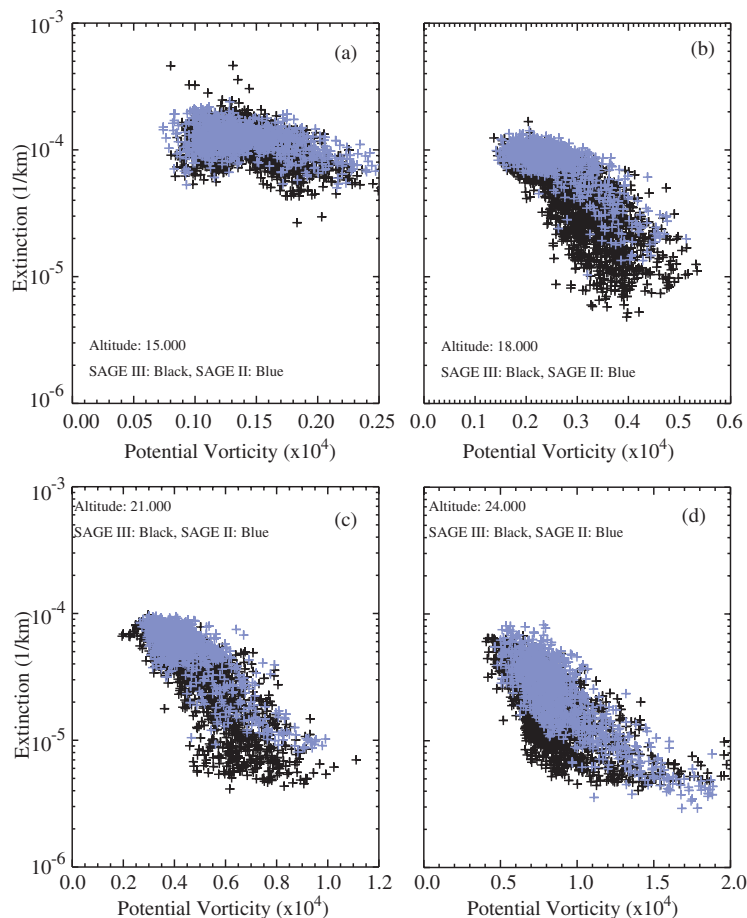 (a)
(b)
10⁻³
10⁻⁴
10⁻⁵
10⁻⁶
Extinction (1/km)
Altitude: 15.000
SAGE III: Black, SAGE II: Blue
Altitude: 18.000
SAGE III: Black, SAGE II: Blue
0.00 0.05 0.10 0.15 0.20 0.25
0.0 0.1 0.2 0.3 0.4 0.5 0.6
Potential Vorticity (x10⁴)
Potential Vorticity (x10⁴)
10⁻³
10⁻⁴
10⁻⁵
10⁻⁶
Extinction (1/km)
Altitude: 21.000
(c)
SAGE III: Black, SAGE II: Blue
Altitude: 24.000
(d)
SAGE III: Black, SAGE II: Blue
0.0 0.2 0.4 0.6 0.8 1.0 1.2
0.0 0.5 1.0 1.5 2.0
Potential Vorticity (x10⁴)
Potential Vorticity (x10⁴)